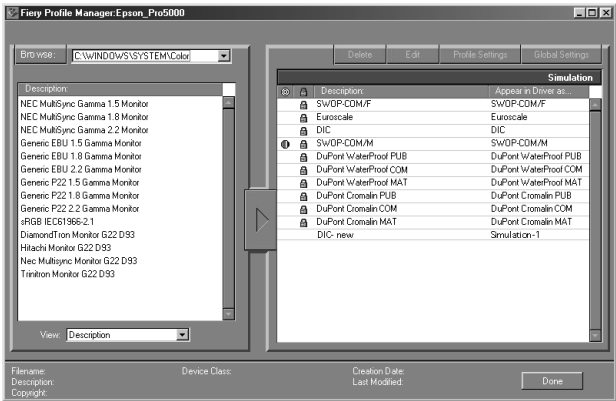 Fiery Profile Manager:Epson_Pro5000
Browse: C:\WINDOWS\SYSTEM\Color
Delete Edit Profile Settings Global Settings
Simulation
Description:
NEC MultiSync Gamma 1.5 Monitor
NEC MultiSync Gamma 1.8 Monitor
NEC MultiSync Gamma 2.2 Monitor
Generic EBU 1.5 Gamma Monitor
Generic EBU 1.8 Gamma Monitor
Generic EBU 2.2 Gamma Monitor
Generic P22 1.5 Gamma Monitor
Generic P22 1.8 Gamma Monitor
Generic P22 2.2 Gamma Monitor
sRGB IEC61966-2.1
DiamondTron Monitor G22 D93
Hitachi Monitor G22 D93
Nec Multisync Monitor G22 D93
Trinitron Monitor G22 D93
View: Description
Description: Appear in Driver as...
SWOP-COM/F SWOP-COM/F
Euroscale Euroscale
DIC DIC
SWOP-COM/M SWOP-COM/M
DuPont WaterProof PUB DuPont WaterProof PUB
DuPont WaterProof COM DuPont WaterProof COM
DuPont WaterProof MAT DuPont WaterProof MAT
DuPont Cromalin PUB DuPont Cromalin PUB
DuPont Cromalin COM DuPont Cromalin COM
DuPont Cromalin MAT DuPont Cromalin MAT
DIC- new Simulation-1
Filename: Device Class: Creation Date:
Description: Last Modified:
Copyright:
Done